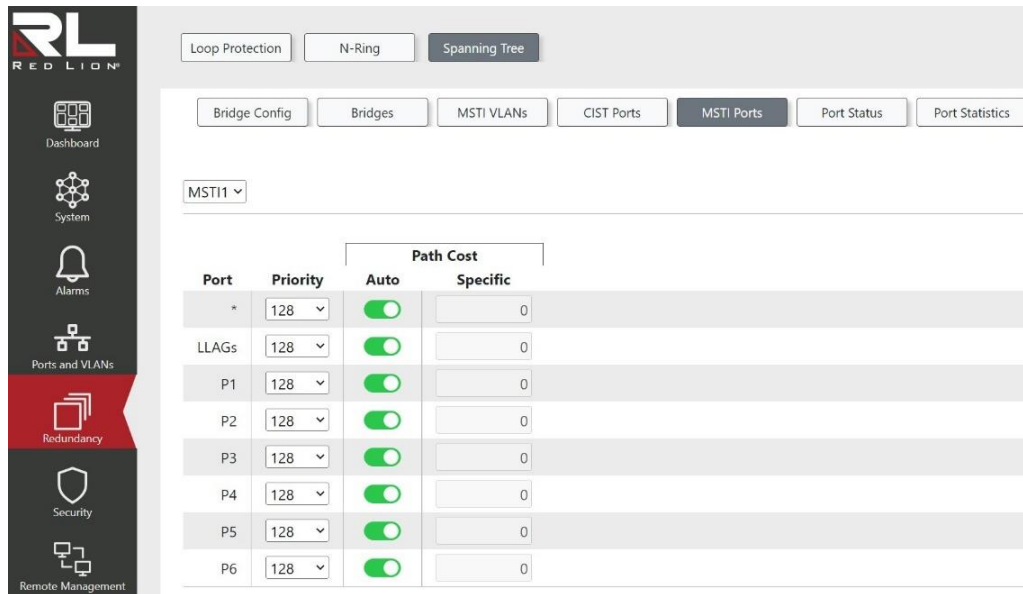 RL
RED LION®
Dashboard
System
Alarms
Ports and VLANs
Redundancy
Security
Remote Management
Loop Protection N-Ring Spanning Tree
Bridge Config Bridges MSTI VLANs CIST Ports MSTI Ports Port Status Port Statistics
MSTI1
Path Cost
Port Priority Auto Specific
* 128 0
LLAGs 128 0
P1 128 0
P2 128 0
P3 128 0
P4 128 0
P5 128 0
P6 128 0